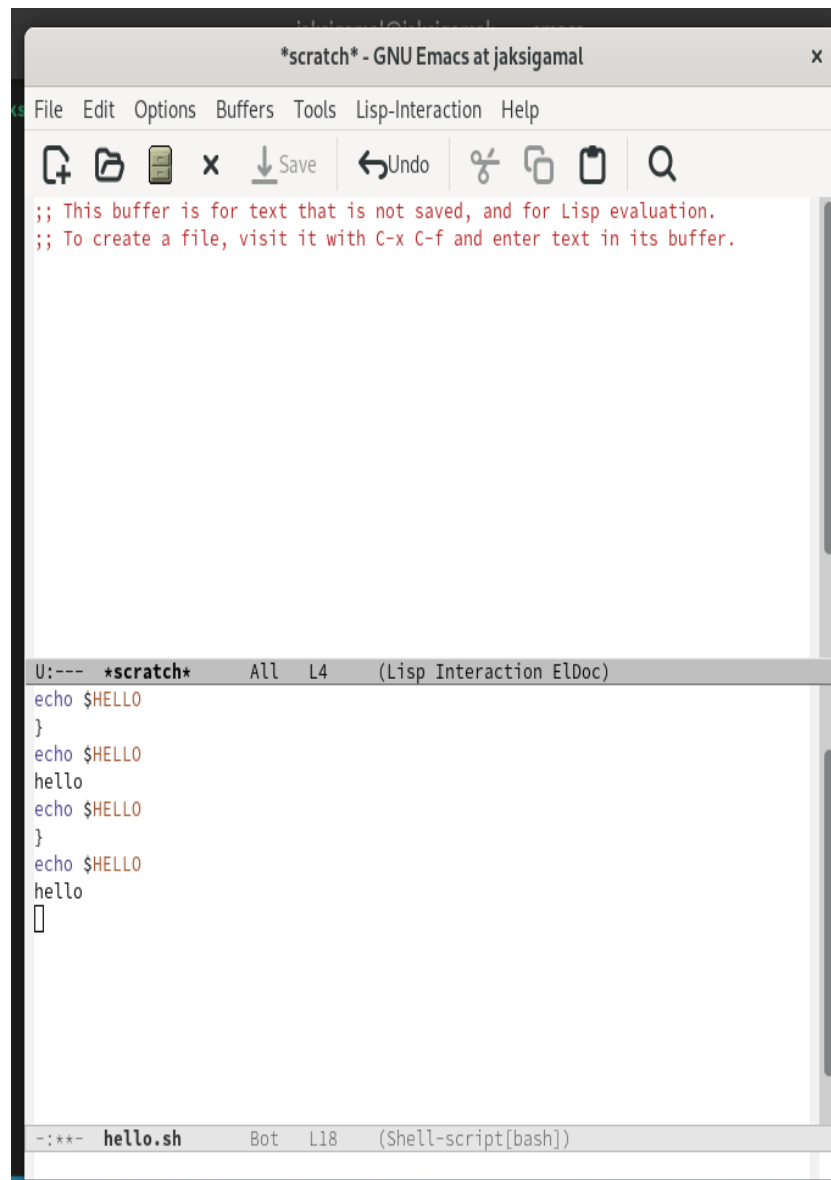 *scratch* - GNU Emacs at jaksigamal
File Edit Options Buffers Tools Lisp-Interaction Help
Save Undo
;; This buffer is for text that is not saved, and for Lisp evaluation.
;; To create a file, visit it with C-x C-f and enter text in its buffer.
U:--- *scratch* All L4 (Lisp Interaction ElDoc)
echo $HELLO
}
echo $HELLO
hello
echo $HELLO
}
echo $HELLO
hello
-:**- hello.sh Bot L18 (Shell-script[bash])